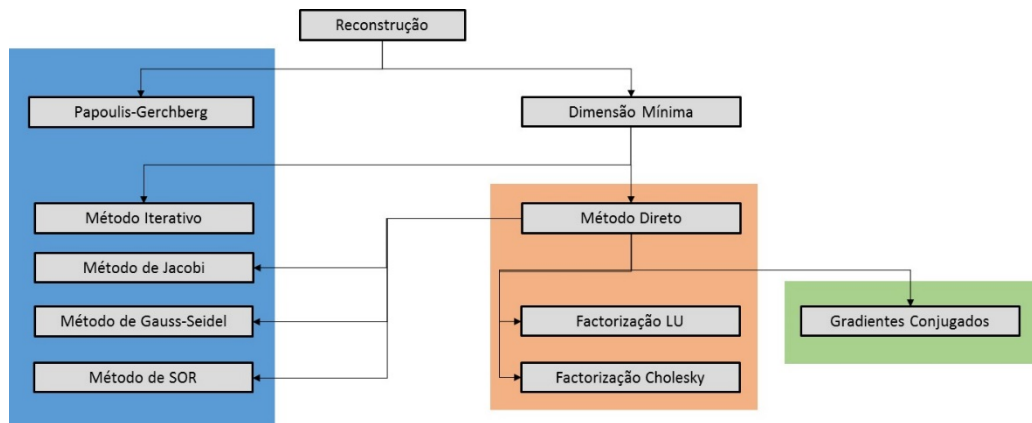 Reconstrução
Papoulis-Gerchberg
Dimensão Mínima
Método Iterativo
Método Direto
Método de Jacobi
Método de Gauss-Seidel
Factorização LU
Gradientes Conjugados
Método de SOR
Factorização Cholesky